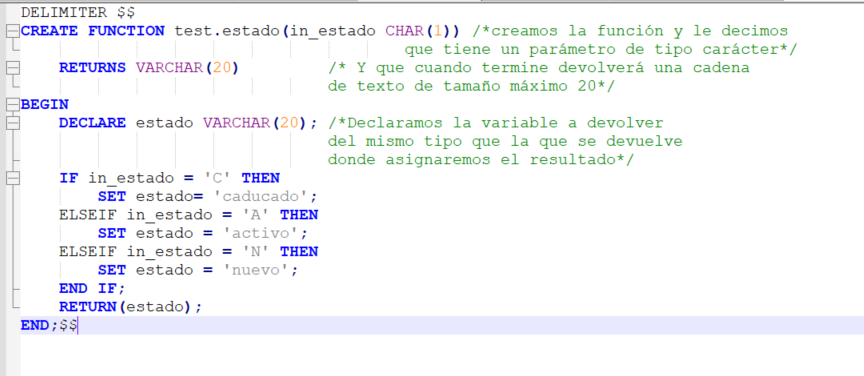 DELIMITER $$
CREATE FUNCTION test.estado(in_estado CHAR(1)) /*creamos la función y le decimos
que tiene un parámetro de tipo carácter*/
RETURNS VARCHAR(20) /* Y que cuando termine devolverá una cadena
de texto de tamaño máximo 20*/
BEGIN
DECLARE estado VARCHAR(20); /*Declaramos la variable a devolver
del mismo tipo que la que se devuelve
donde asignaremos el resultado*/
IF in_estado = 'C' THEN
SET estado= 'caducado';
ELSEIF in_estado = 'A' THEN
SET estado = 'activo';
ELSEIF in_estado = 'N' THEN
SET estado = 'nuevo';
END IF;
RETURN(estado);
END;$$